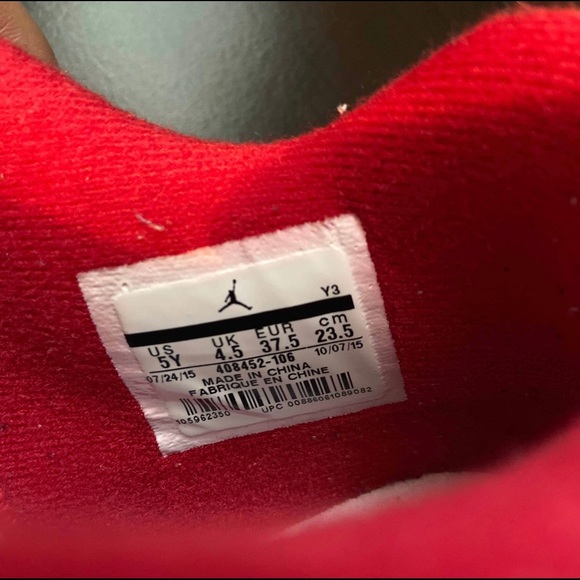 Y3
US UK EUR cm
5Y 4.5 37.5 23.5
07/24/15 408452-106 10/07/15
MADE IN CHINA
FABRIQUE EN CHINE
UPC 00886061089082